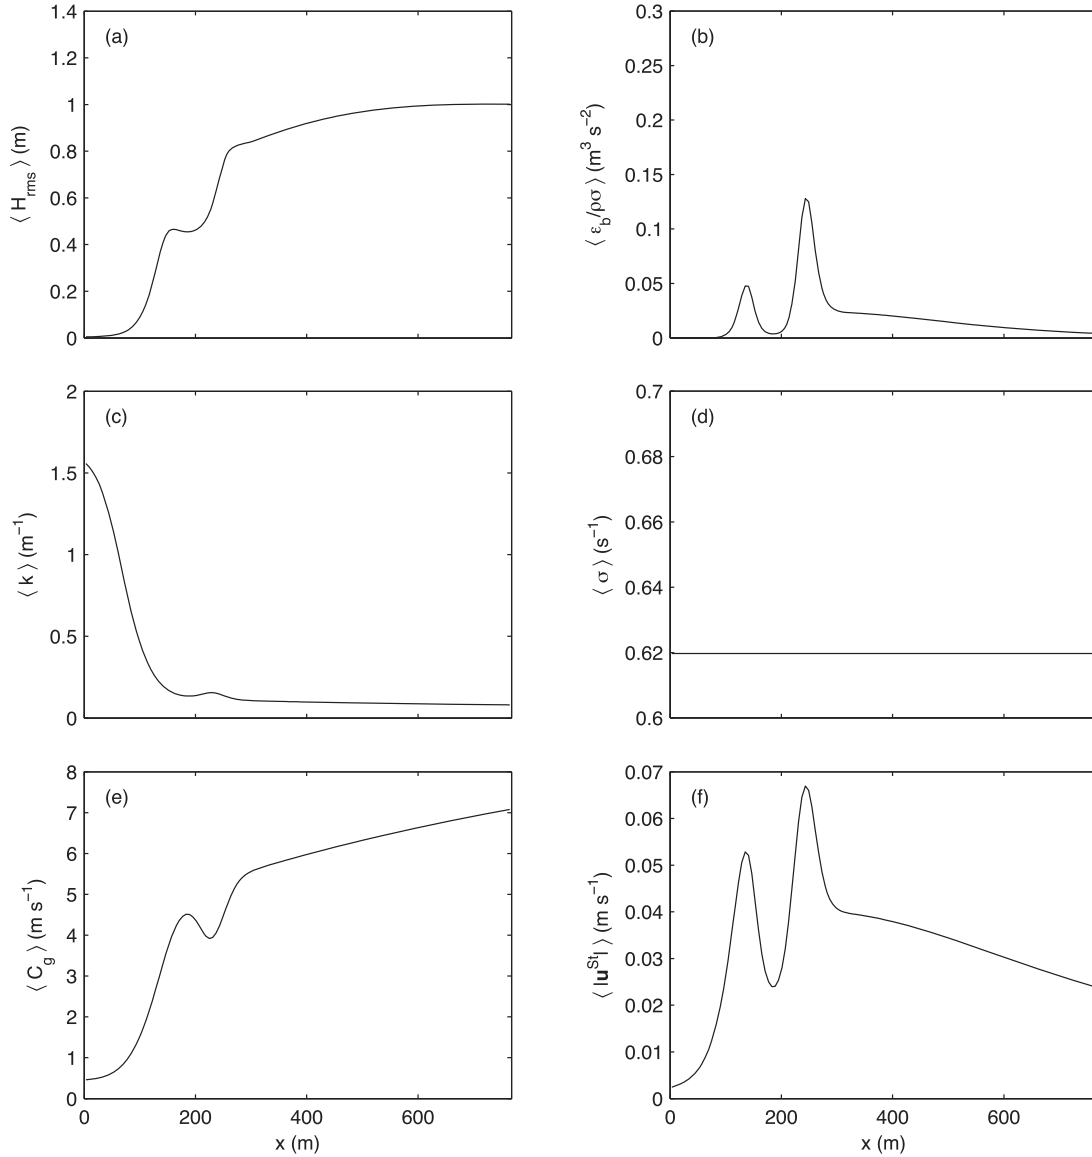 (a)
1.4
1.2
1
0.8
0.6
0.4
0.2
0
⟨ H_rms ⟩ (m)
(b)
0.3
0.25
0.2
0.15
0.1
0.05
0
⟨ ε_b/ρσ ⟩ (m³ s⁻²)
(c)
2
1.5
1
0.5
0
⟨ k ⟩ (m⁻¹)
(d)
0.7
0.68
0.66
0.64
0.62
0.6
⟨ σ ⟩ (s⁻¹)
(e)
8
7
6
5
4
3
2
1
0
⟨ C_g ⟩ (m s⁻¹)
0 200 400 600
x (m)
(f)
0.07
0.06
0.05
0.04
0.03
0.02
0.01
0
⟨ |u^St| ⟩ (m s⁻¹)
0 200 400 600
x (m)